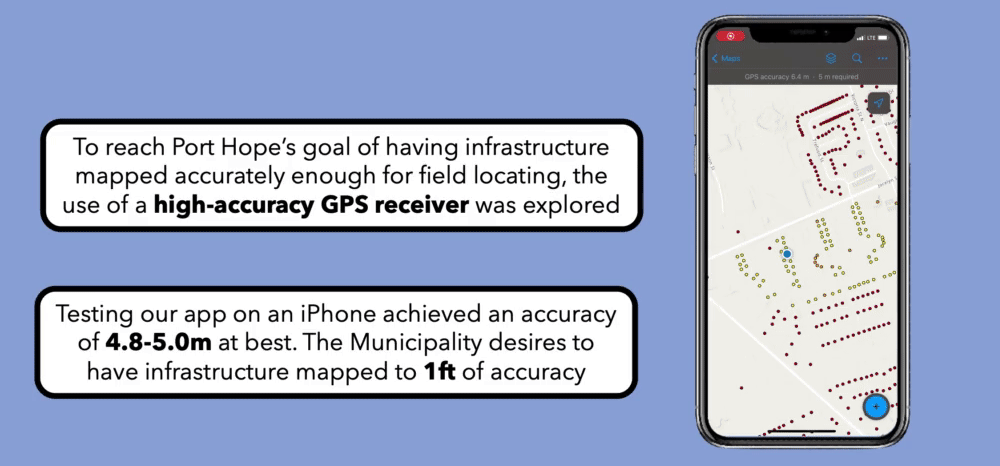 To reach Port Hope’s goal of having infrastructure
mapped accurately enough for field locating, the
use of a high-accuracy GPS receiver was explored
Testing our app on an iPhone achieved an accuracy
of 4.8-5.0m at best. The Municipality desires to
have infrastructure mapped to 1ft of accuracy
LTE
Maps
GPS accuracy 6.4 m · 5 m required